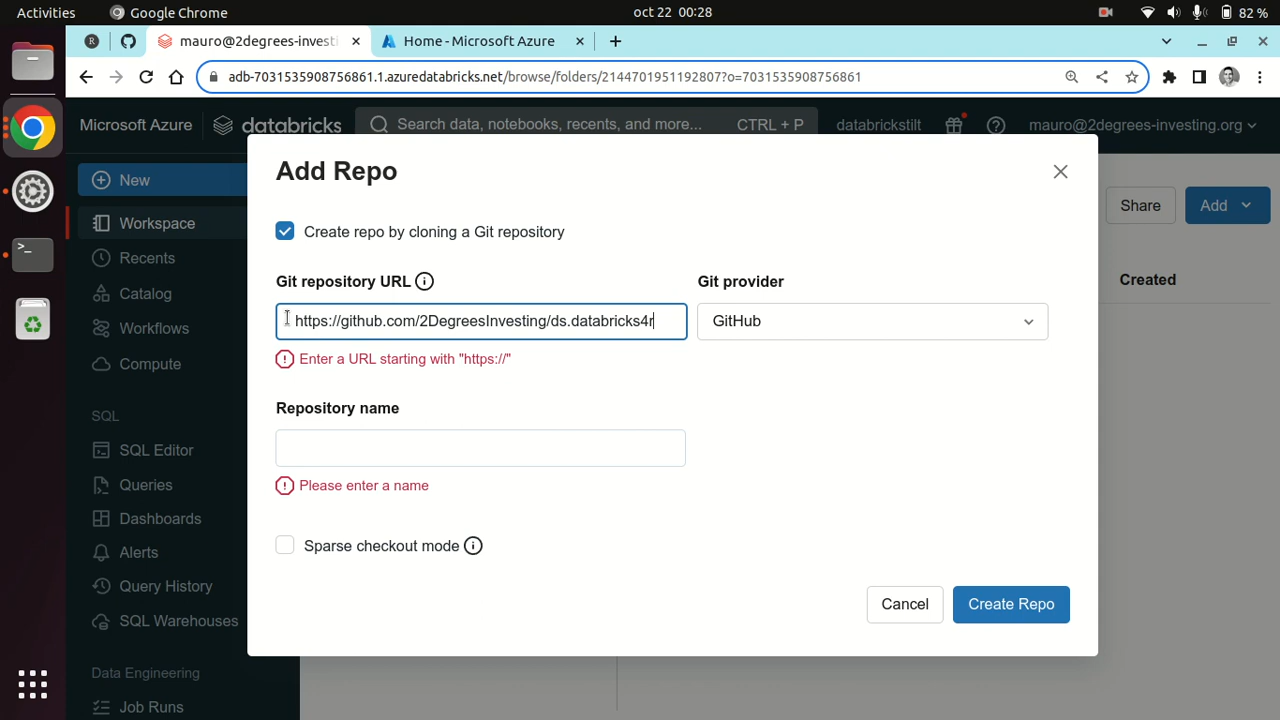 Activities Google Chrome oct 22 00:28 82 %
R mauro@2degrees-investi Home - Microsoft Azure
adb-7031535908756861.1.azuredatabricks.net/browse/folders/2144701951192807?o=7031535908756861
Microsoft Azure databricks Search data, notebooks, recents, and more... CTRL + P databrickstilt mauro@2degrees-investing.org
New
Workspace
Recents
Catalog
Workflows
Compute
SQL
SQL Editor
Queries
Dashboards
Alerts
Query History
SQL Warehouses
Data Engineering
Job Runs
Share Add
Created
Add Repo
Create repo by cloning a Git repository
Git repository URL Git provider
https://github.com/2DegreesInvesting/ds.databricks4r GitHub
Enter a URL starting with "https://"
Repository name
Please enter a name
Sparse checkout mode
Cancel Create Repo